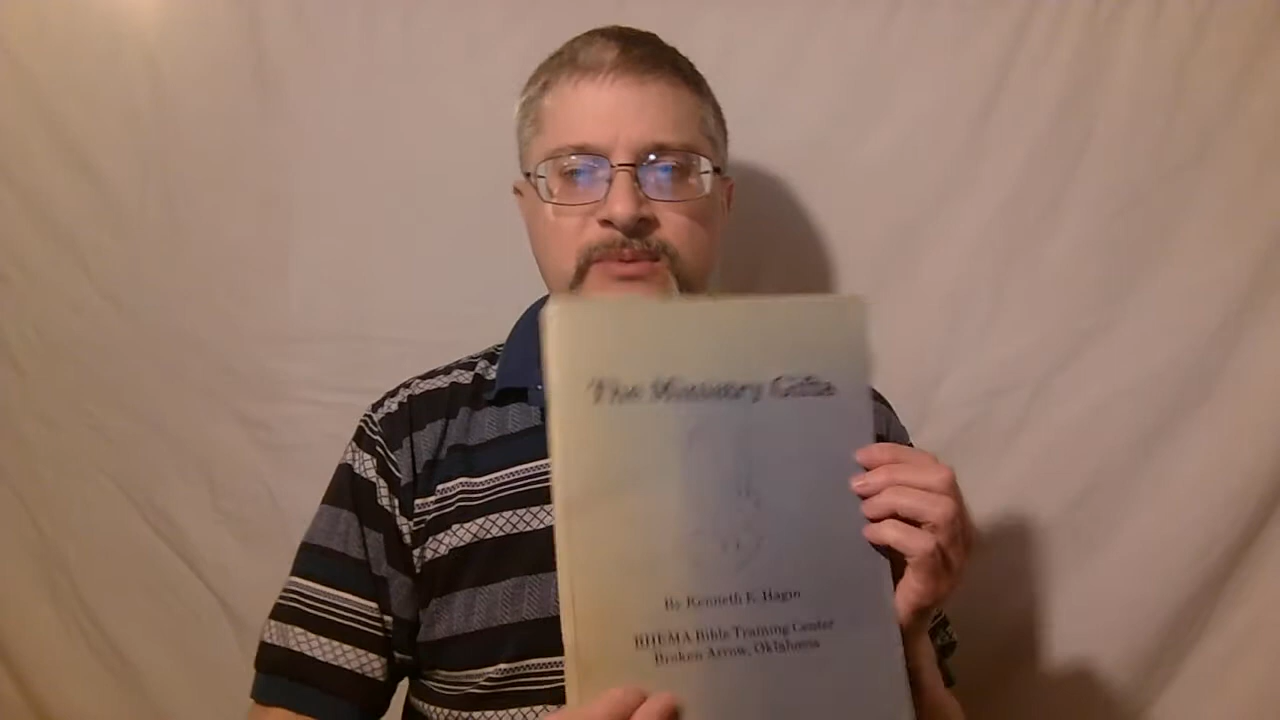 The Ministry Gifts
By Kenneth E. Hagin
RHEMA Bible Training Center
Broken Arrow, Oklahoma